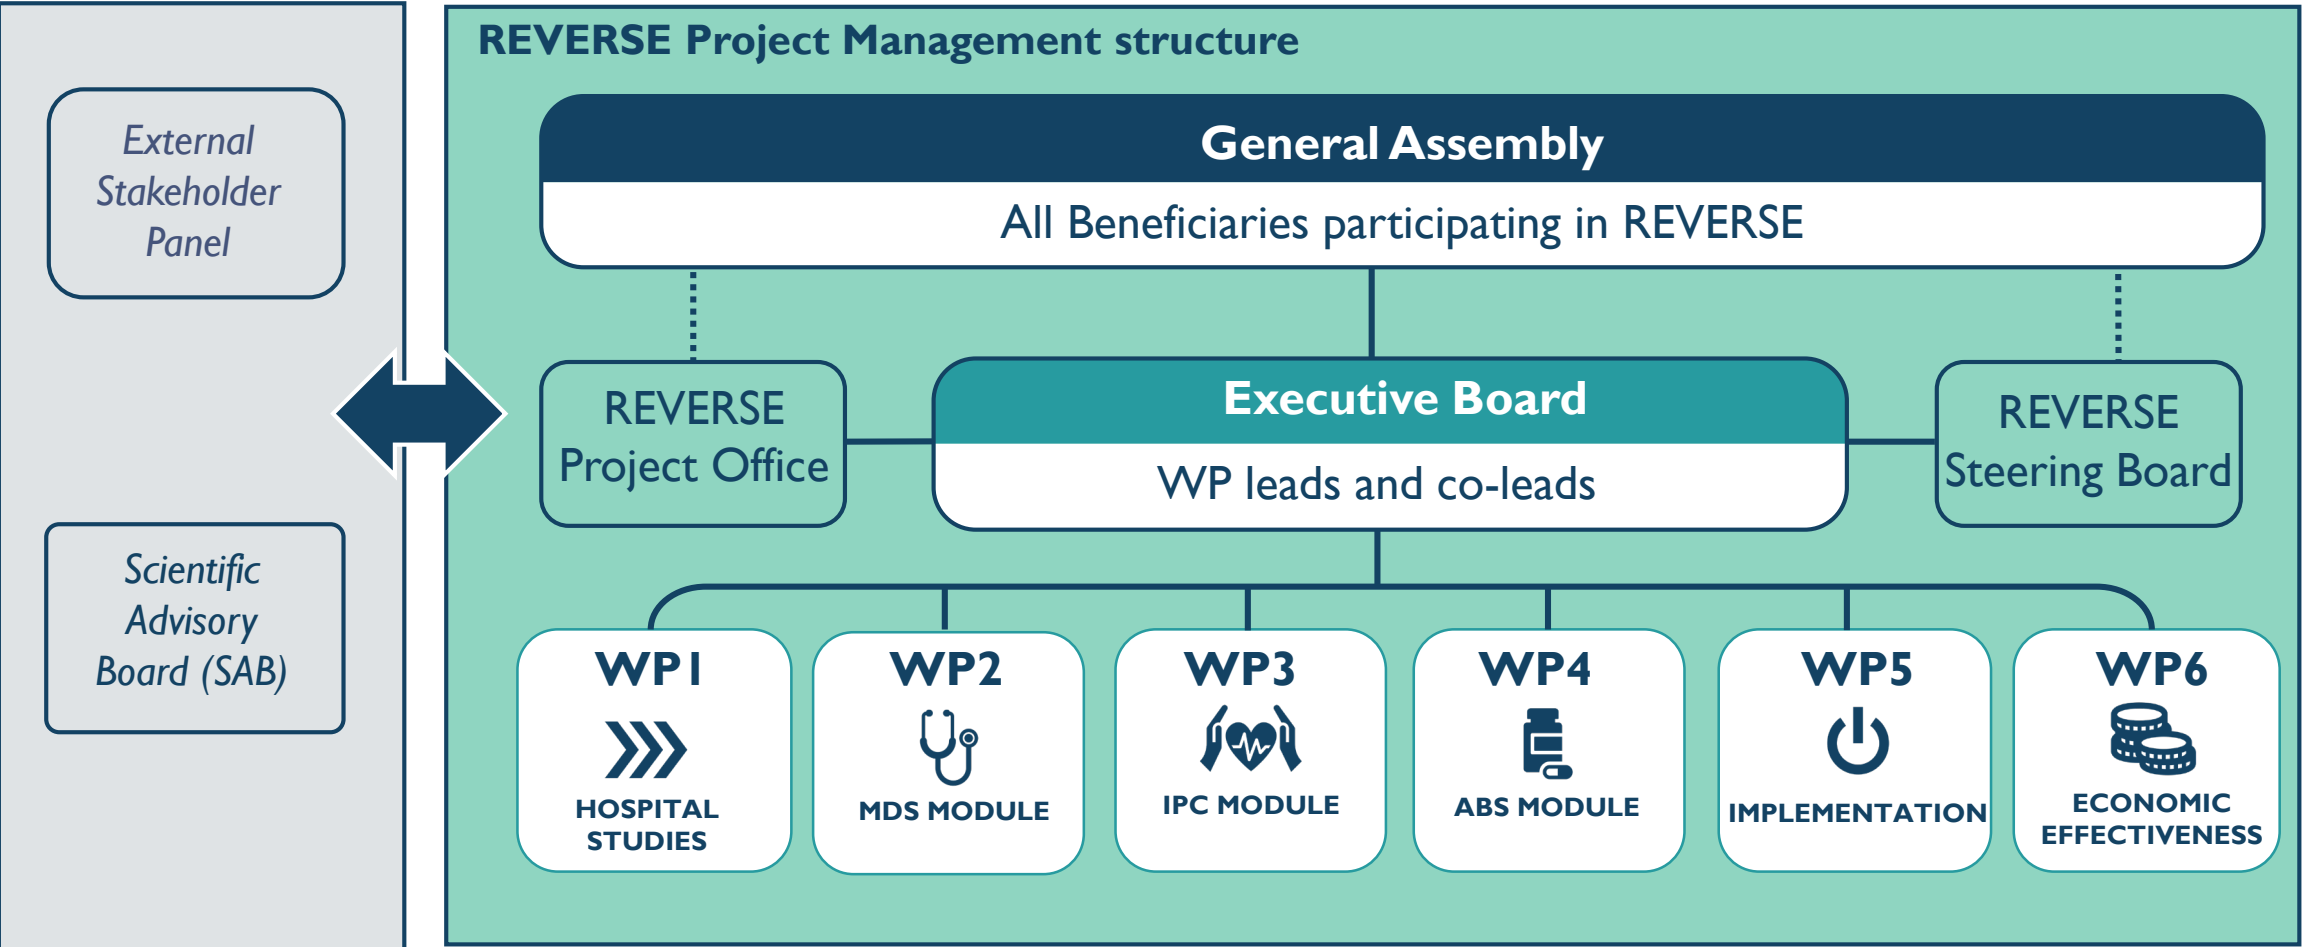 External
Stakeholder
Panel
Scientific
Advisory
Board (SAB)
REVERSE Project Management structure
General Assembly
All Beneficiaries participating in REVERSE
REVERSE
Project Office
Executive Board
WP leads and co-leads
REVERSE
Steering Board
WP1
HOSPITAL
STUDIES
WP2
MDS MODULE
WP3
IPC MODULE
WP4
ABS MODULE
WP5
IMPLEMENTATION
WP6
ECONOMIC
EFFECTIVENESS